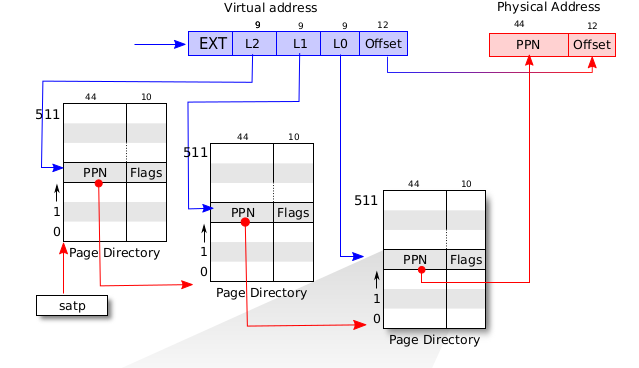 Virtual address
9 9 9 12
EXT L2 L1 L0 Offset
Physical Address
44 12
PPN Offset
44 10
511
PPN Flags
1
0
Page Directory
satp
44 10
511
PPN Flags
1
0
Page Directory
44 10
511
PPN Flags
1
0
Page Directory